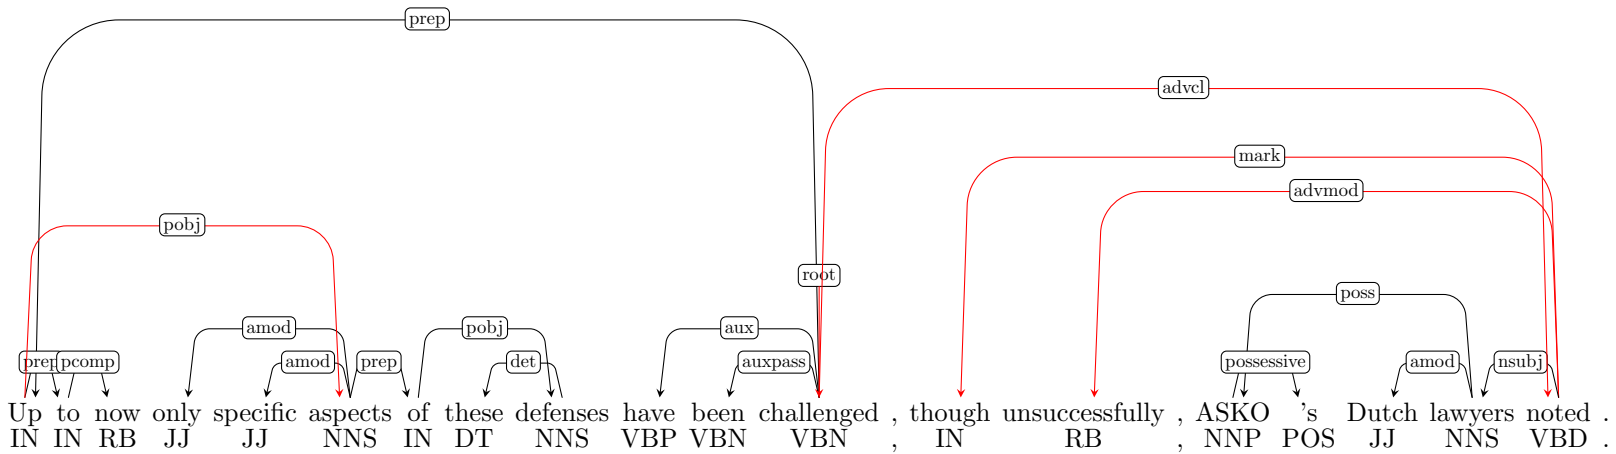 prep
advcl
mark
advmod
pobj
root
poss
amod pobj aux
prep pcomp amod prep det auxpass possessive amod nsubj
Up to now only specific aspects of these defenses have been challenged , though unsuccessfully , ASKO 's Dutch lawyers noted .
IN IN RB JJ JJ NNS IN DT NNS VBP VBN VBN , IN RB , NNP POS JJ NNS VBD .